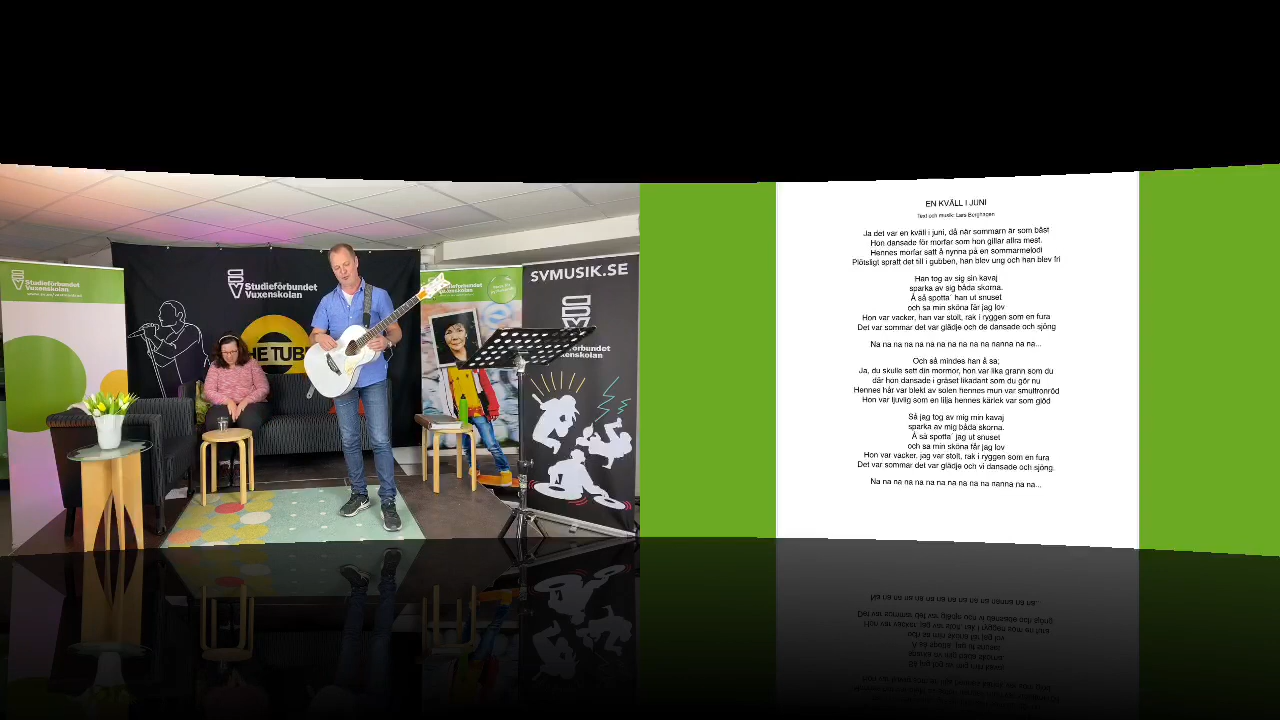 Studieförbundet
Vuxenskolan
Studieförbundet
Vuxenskolan
THE TUBE
Studieförbundet
Vuxenskolan
SVMUSIK.SE
Studieförbundet
Vuxenskolan
EN KVÄLL I JUNI
Text och musik: Lars Berghagen
Ja det var en kväll i juni, då när sommarn är som bäst
Hon dansade för morfar som hon gillar allra mest.
Hennes morfar satt å nynna på en sommarmelodi
Plötsligt spratt det till i gubben, han blev ung och han blev fri
Han tog av sig sin kavaj
sparka av sig båda skorna.
Å så spotta´ han ut snuset
och sa min sköna får jag lov
Hon var vacker, han var stolt, rak i ryggen som en fura
Det var sommar det var glädje och de dansade och sjöng
Na na na na na na na na na na na nanna na na...
Och så mindes han å sa;
Ja, du skulle sett din mormor, hon var lika grann som du
där hon dansade i gräset likadant som du gör nu
Hennes hår var blekt av solen hennes mun var smultronröd
Hon var ljuvlig som en lilja hennes kärlek var som glöd
Så jag tog av mig min kavaj
sparka av mig båda skorna.
Å så spotta´ jag ut snuset
och sa min sköna får jag lov
Hon var vacker, jag var stolt, rak i ryggen som en fura
Det var sommar det var glädje och vi dansade och sjöng.
Na na na na na na na na na na na nanna na na...